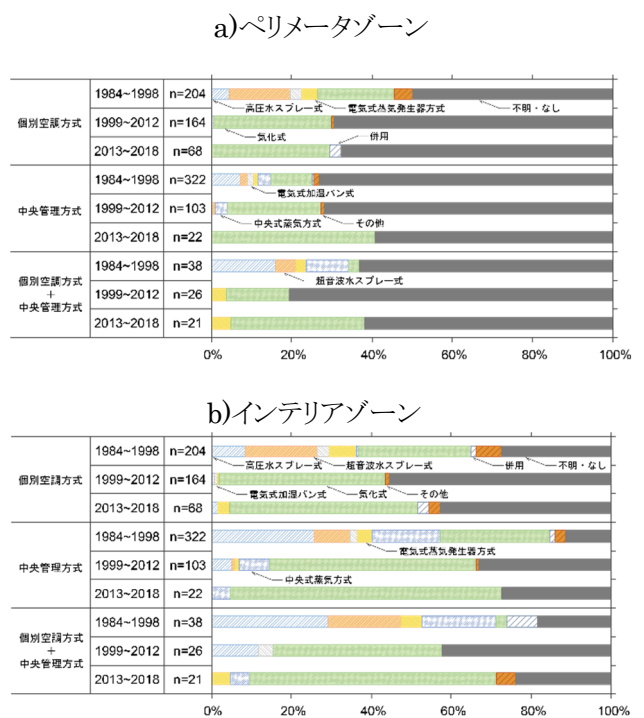 a)ペリメータゾーン
個別空調方式
1984~1998 n=204
高圧水スプレー式 電気式蒸気発生器方式 不明・なし
1999~2012 n=164
気化式 併用
2013~2018 n=68
中央管理方式
1984~1998 n=322
電気式加湿パン式
1999~2012 n=103
中央式蒸気方式 その他
2013~2018 n=22
個別空調方式
+
中央管理方式
1984~1998 n=38
超音波水スプレー式
1999~2012 n=26
2013~2018 n=21
0% 20% 40% 60% 80% 100%
b)インテリアゾーン
個別空調方式
1984~1998 n=204
高圧水スプレー式 超音波水スプレー式 併用 不明・なし
1999~2012 n=164
電気式加湿パン式 気化式 その他
2013~2018 n=68
中央管理方式
1984~1998 n=322
電気式蒸気発生器方式
1999~2012 n=103
中央式蒸気方式
2013~2018 n=22
個別空調方式
+
中央管理方式
1984~1998 n=38
1999~2012 n=26
2013~2018 n=21
0% 20% 40% 60% 80% 100%